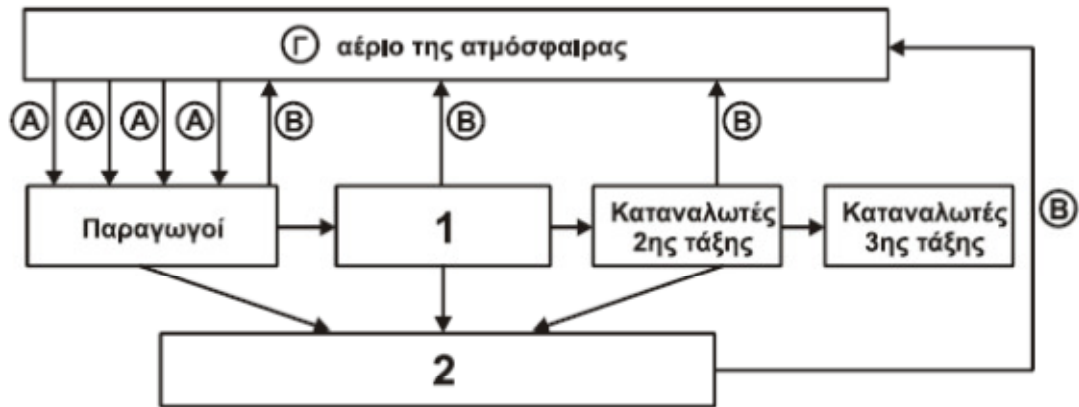 Γ αέριο της ατμόσφαιρας
Α Α Α Α Β Β Β
Β
Παραγωγοί
1
Καταναλωτές
2ης τάξης
Καταναλωτές
3ης τάξης
2